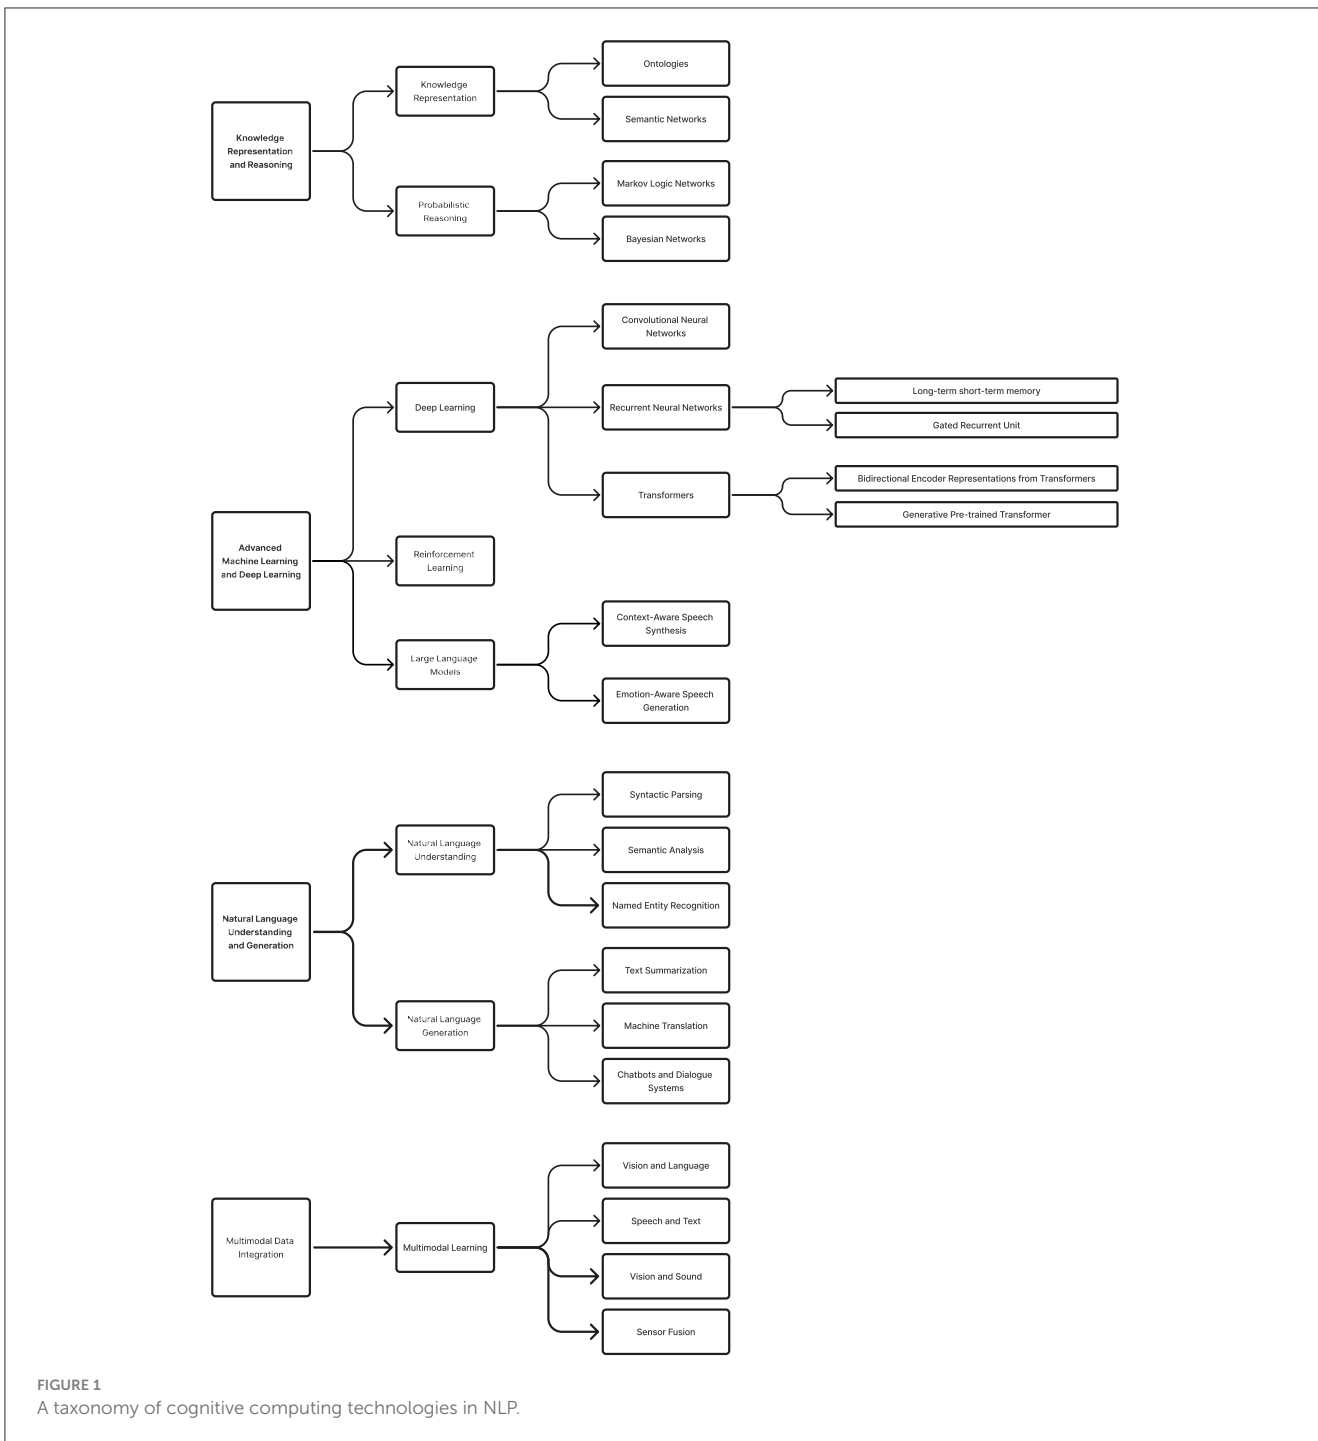 Knowledge
Representation
and Reasoning
Knowledge
Representation
Ontologies
Semantic Networks
Probabilistic
Reasoning
Markov Logic Networks
Bayesian Networks
Advanced
Machine Learning
and Deep Learning
Deep Learning
Convolutional Neural
Networks
Recurrent Neural Networks
Long-term short-term memory
Gated Recurrent Unit
Transformers
Bidirectional Encoder Representations from Transformers
Generative Pre-trained Transformer
Reinforcement
Learning
Large Language
Models
Context-Aware Speech
Synthesis
Emotion-Aware Speech
Generation
Natural Language
Understanding
and Generation
Natural Language
Understanding
Syntactic Parsing
Semantic Analysis
Named Entity Recognition
Natural Language
Generation
Text Summarization
Machine Translation
Chatbots and Dialogue
Systems
Multimodal Data
Integration
Multimodal Learning
Vision and Language
Speech and Text
Vision and Sound
Sensor Fusion
FIGURE 1
A taxonomy of cognitive computing technologies in NLP.